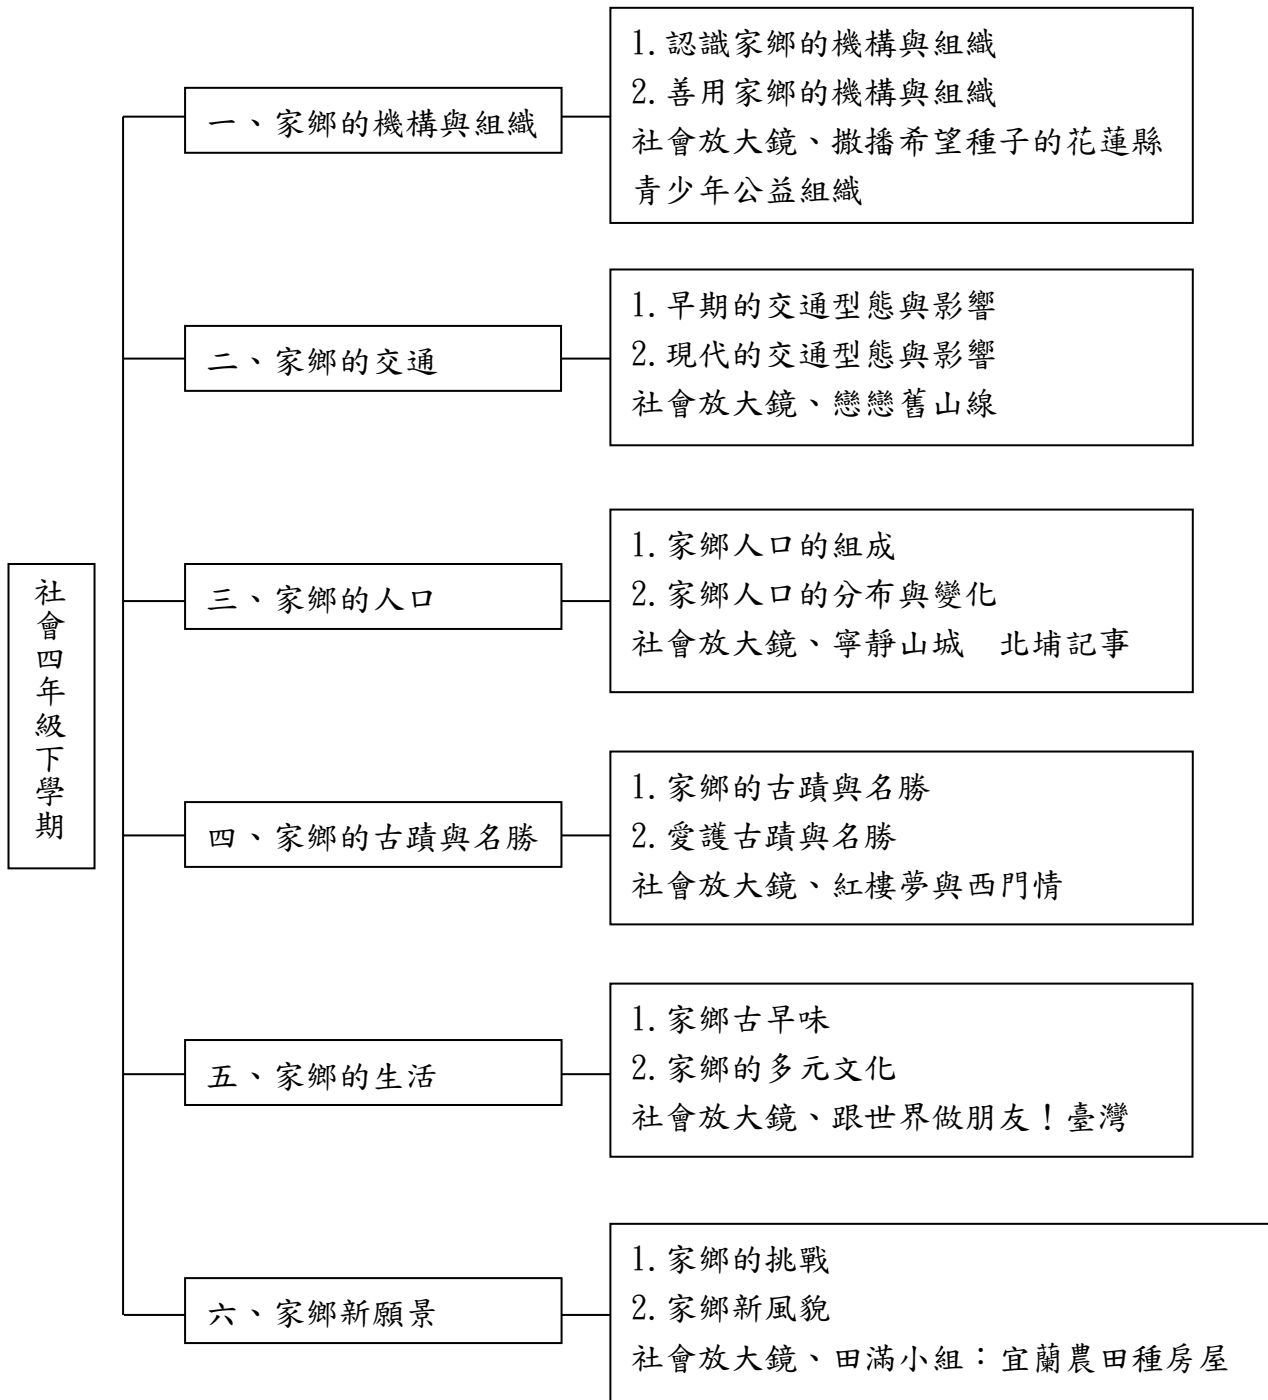 社會四年級下學期
一、家鄉的機構與組織
1.認識家鄉的機構與組織
2.善用家鄉的機構與組織
社會放大鏡、撒播希望種子的花蓮縣
青少年公益組織
二、家鄉的交通
1.早期的交通型態與影響
2.現代的交通型態與影響
社會放大鏡、戀戀舊山線
三、家鄉的人口
1.家鄉人口的組成
2.家鄉人口的分布與變化
社會放大鏡、寧靜山城　北埔記事
四、家鄉的古蹟與名勝
1.家鄉的古蹟與名勝
2.愛護古蹟與名勝
社會放大鏡、紅樓夢與西門情
五、家鄉的生活
1.家鄉古早味
2.家鄉的多元文化
社會放大鏡、跟世界做朋友！臺灣
六、家鄉新願景
1.家鄉的挑戰
2.家鄉新風貌
社會放大鏡、田滿小組：宜蘭農田種房屋